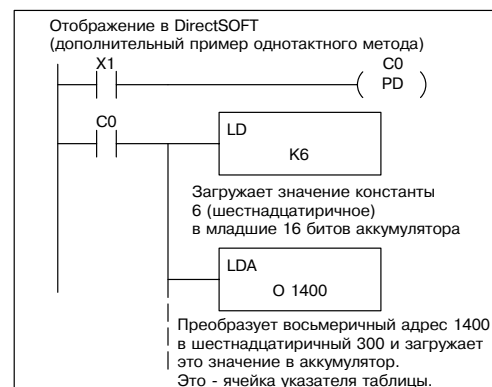 Отображение в DirectSOFT
(дополнительный пример однотактного метода)
X1
C0
PD
C0
LD
K6
Загружает значение константы
6 (шестнадцатиричное)
в младшие 16 битов аккумулятора
LDA
O 1400
Преобразует восьмеричный адрес 1400
в шестнадцатиричный 300 и загружает
это значение в аккумулятор.
Это - ячейка указателя таблицы.